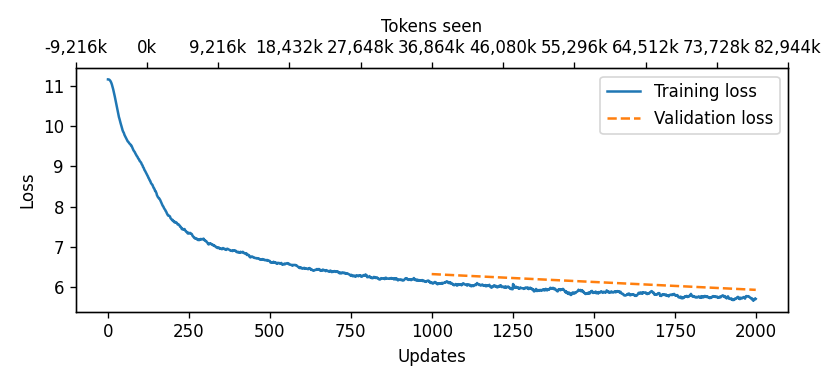 Tokens seen
-9,216k 0k 9,216k 18,432k 27,648k 36,864k 46,080k 55,296k 64,512k 73,728k 82,944k
Training loss
Validation loss
11
10
9
8
7
6
Loss
0 250 500 750 1000 1250 1500 1750 2000
Updates